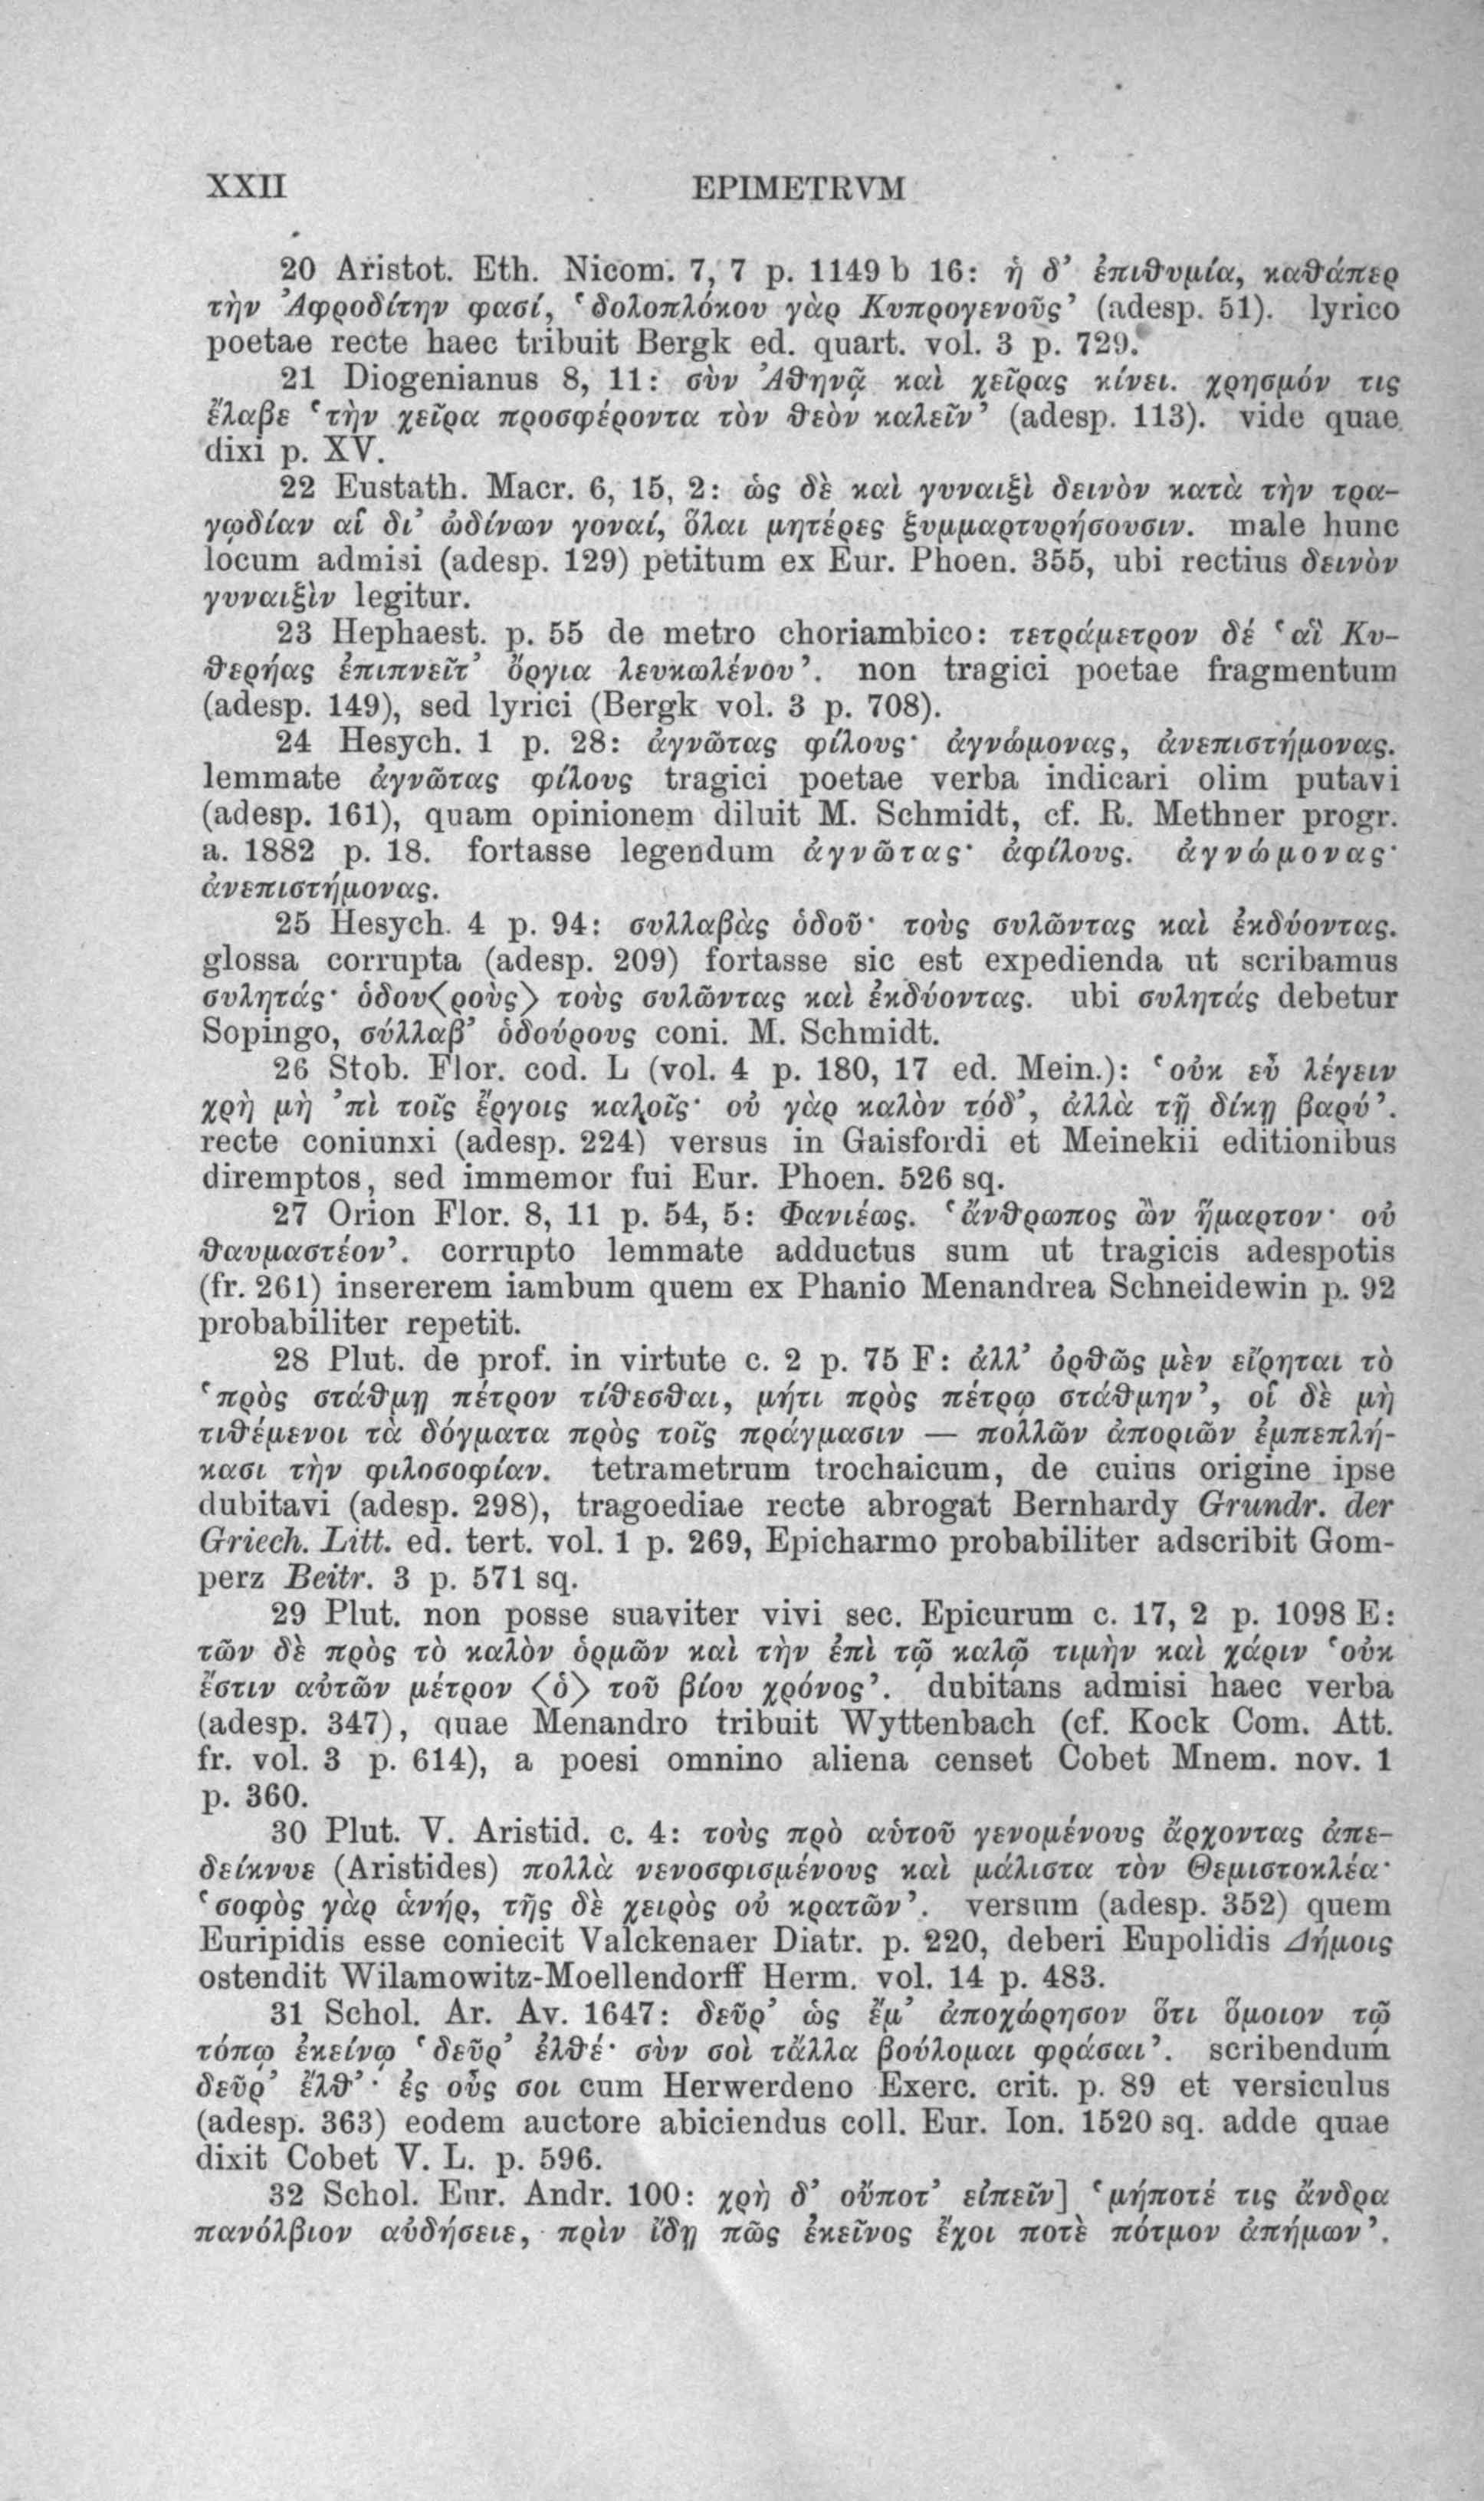 XXII EPIMETRVM
20 Aristot. Eth. Nicom. 7, 7 p. 1149 b 16: ἡ δ’ ἐπιθυμία, καθάπερ
τὴν Ἀφροδίτην φασί, ‘δολοπλόκου γὰρ Κυπρογενοῦς’ (adesp. 51). lyrico
poetae recte haec tribuit Bergk ed. quart. vol. 3 p. 729.
21 Diogenianus 8, 11: σὺν Ἀθηνᾷ καὶ χεῖρας κίνει. χρησμόν τις
ἔλαβε ‘τὴν χεῖρα προσφέροντα τὸν θεὸν καλεῖν’ (adesp. 113). vide quae
dixi p. XV.
22 Eustath. Macr. 6, 15, 2: ὡς δὲ καὶ γυναιξὶ δεινὸν κατὰ τὴν τρα-
γῳδίαν αἱ δι’ ὠδίνων γοναί, ὅλαι μητέρες ξυμμαρτυρήσουσιν. male hunc
locum admisi (adesp. 129) petitum ex Eur. Phoen. 355, ubi rectius δεινὸν
γυναιξὶν legitur.
23 Hephaest. p. 55 de metro choriambico: τετράμετρον δέ ‘αἳ Κυ-
θερήας ἐπιπνεῖτ’ ὄργια λευκωλένου’. non tragici poetae fragmentum
(adesp. 149), sed lyrici (Bergk vol. 3 p. 708).
24 Hesych. 1 p. 28: ἀγνῶτας φίλους· ἀγνώμονας, ἀνεπιστήμονας.
lemmate ἀγνῶτας φίλους tragici poetae verba indicari olim putavi
(adesp. 161), quam opinionem diluit M. Schmidt, cf. R. Methner progr.
a. 1882 p. 18. fortasse legendum ἀγνῶτας· ἀφίλους. ἀγνώμονας·
ἀνεπιστήμονας.
25 Hesych. 4 p. 94: συλλαβὰς ὁδοῦ· τοὺς συλῶντας καὶ ἐκδύοντας.
glossa corrupta (adesp. 209) fortasse sic est expedienda ut scribamus
συλητάς· ὁδου⟨ροὺς⟩ τοὺς συλῶντας καὶ ἐκδύοντας. ubi συλητάς debetur
Sopingo, σύλλαβ’ ὁδούρους coni. M. Schmidt.
26 Stob. Flor. cod. L (vol. 4 p. 180, 17 ed. Mein.): ‘οὐκ εὖ λέγειν
χρὴ μὴ ’πὶ τοῖς ἔργοις καλοῖς· οὐ γὰρ καλὸν τόδ’, ἀλλὰ τῇ δίκῃ βαρύ’.
recte coniunxi (adesp. 224) versus in Gaisfordi et Meinekii editionibus
diremptos, sed immemor fui Eur. Phoen. 526 sq.
27 Orion Flor. 8, 11 p. 54, 5: Φανιέως. ‘ἄνθρωπος ὢν ἥμαρτον· οὐ
θαυμαστέον’. corrupto lemmate adductus sum ut tragicis adespotis
(fr. 261) insererem iambum quem ex Phanio Menandrea Schneidewin p. 92
probabiliter repetit.
28 Plut. de prof. in virtute c. 2 p. 75 F: ἀλλ’ ὀρθῶς μὲν εἴρηται τὸ
‘πρὸς στάθμῃ πέτρον τίθεσθαι, μήτι πρὸς πέτρῳ στάθμην’, οἱ δὲ μὴ
τιθέμενοι τὰ δόγματα πρὸς τοῖς πράγμασιν — πολλῶν ἀποριῶν ἐμπεπλή-
κασι τὴν φιλοσοφίαν. tetrametrum trochaicum, de cuius origine ipse
dubitavi (adesp. 298), tragoediae recte abrogat Bernhardy Grundr. der
Griech. Litt. ed. tert. vol. 1 p. 269, Epicharmo probabiliter adscribit Gom-
perz Beitr. 3 p. 571 sq.
29 Plut. non posse suaviter vivi sec. Epicurum c. 17, 2 p. 1098 E:
τῶν δὲ πρὸς τὸ καλὸν ὁρμῶν καὶ τὴν ἐπὶ τῷ καλῷ τιμὴν καὶ χάριν ‘οὐκ
ἔστιν αὐτῶν μέτρον ⟨ὁ⟩ τοῦ βίου χρόνος’. dubitans admisi haec verba
(adesp. 347), quae Menandro tribuit Wyttenbach (cf. Kock Com. Att.
fr. vol. 3 p. 614), a poesi omnino aliena censet Cobet Mnem. nov. 1
p. 360.
30 Plut. V. Aristid. c. 4: τοὺς πρὸ αὑτοῦ γενομένους ἄρχοντας ἀπε-
δείκνυε (Aristides) πολλὰ νενοσφισμένους καὶ μάλιστα τὸν Θεμιστοκλέα·
‘σοφὸς γὰρ ἁνήρ, τῆς δὲ χειρὸς οὐ κρατῶν’. versum (adesp. 352) quem
Euripidis esse coniecit Valckenaer Diatr. p. 220, deberi Eupolidis Δήμοις
ostendit Wilamowitz-Moellendorff Herm. vol. 14 p. 483.
31 Schol. Ar. Av. 1647: δεῦρ’ ὡς ἔμ’ ἀποχώρησον ὅτι ὅμοιον τῷ
τόπῳ ἐκείνῳ ‘δεῦρ’ ἐλθέ· σὺν σοὶ τἄλλα βούλομαι φράσαι’. scribendum
δεῦρ’ ἔλθ’· ἐς οὖς σοι cum Herwerdeno Exerc. crit. p. 89 et versiculus
(adesp. 363) eodem auctore abiciendus coll. Eur. Ion. 1520 sq. adde quae
dixit Cobet V. L. p. 596.
32 Schol. Eur. Andr. 100: χρὴ δ’ οὔποτ’ εἰπεῖν] ‘μήποτέ τις ἄνδρα
πανόλβιον αὐδήσειε, πρὶν ἴδῃ πῶς ἐκεῖνος ἔχοι ποτὲ πότμον ἀπήμων’.